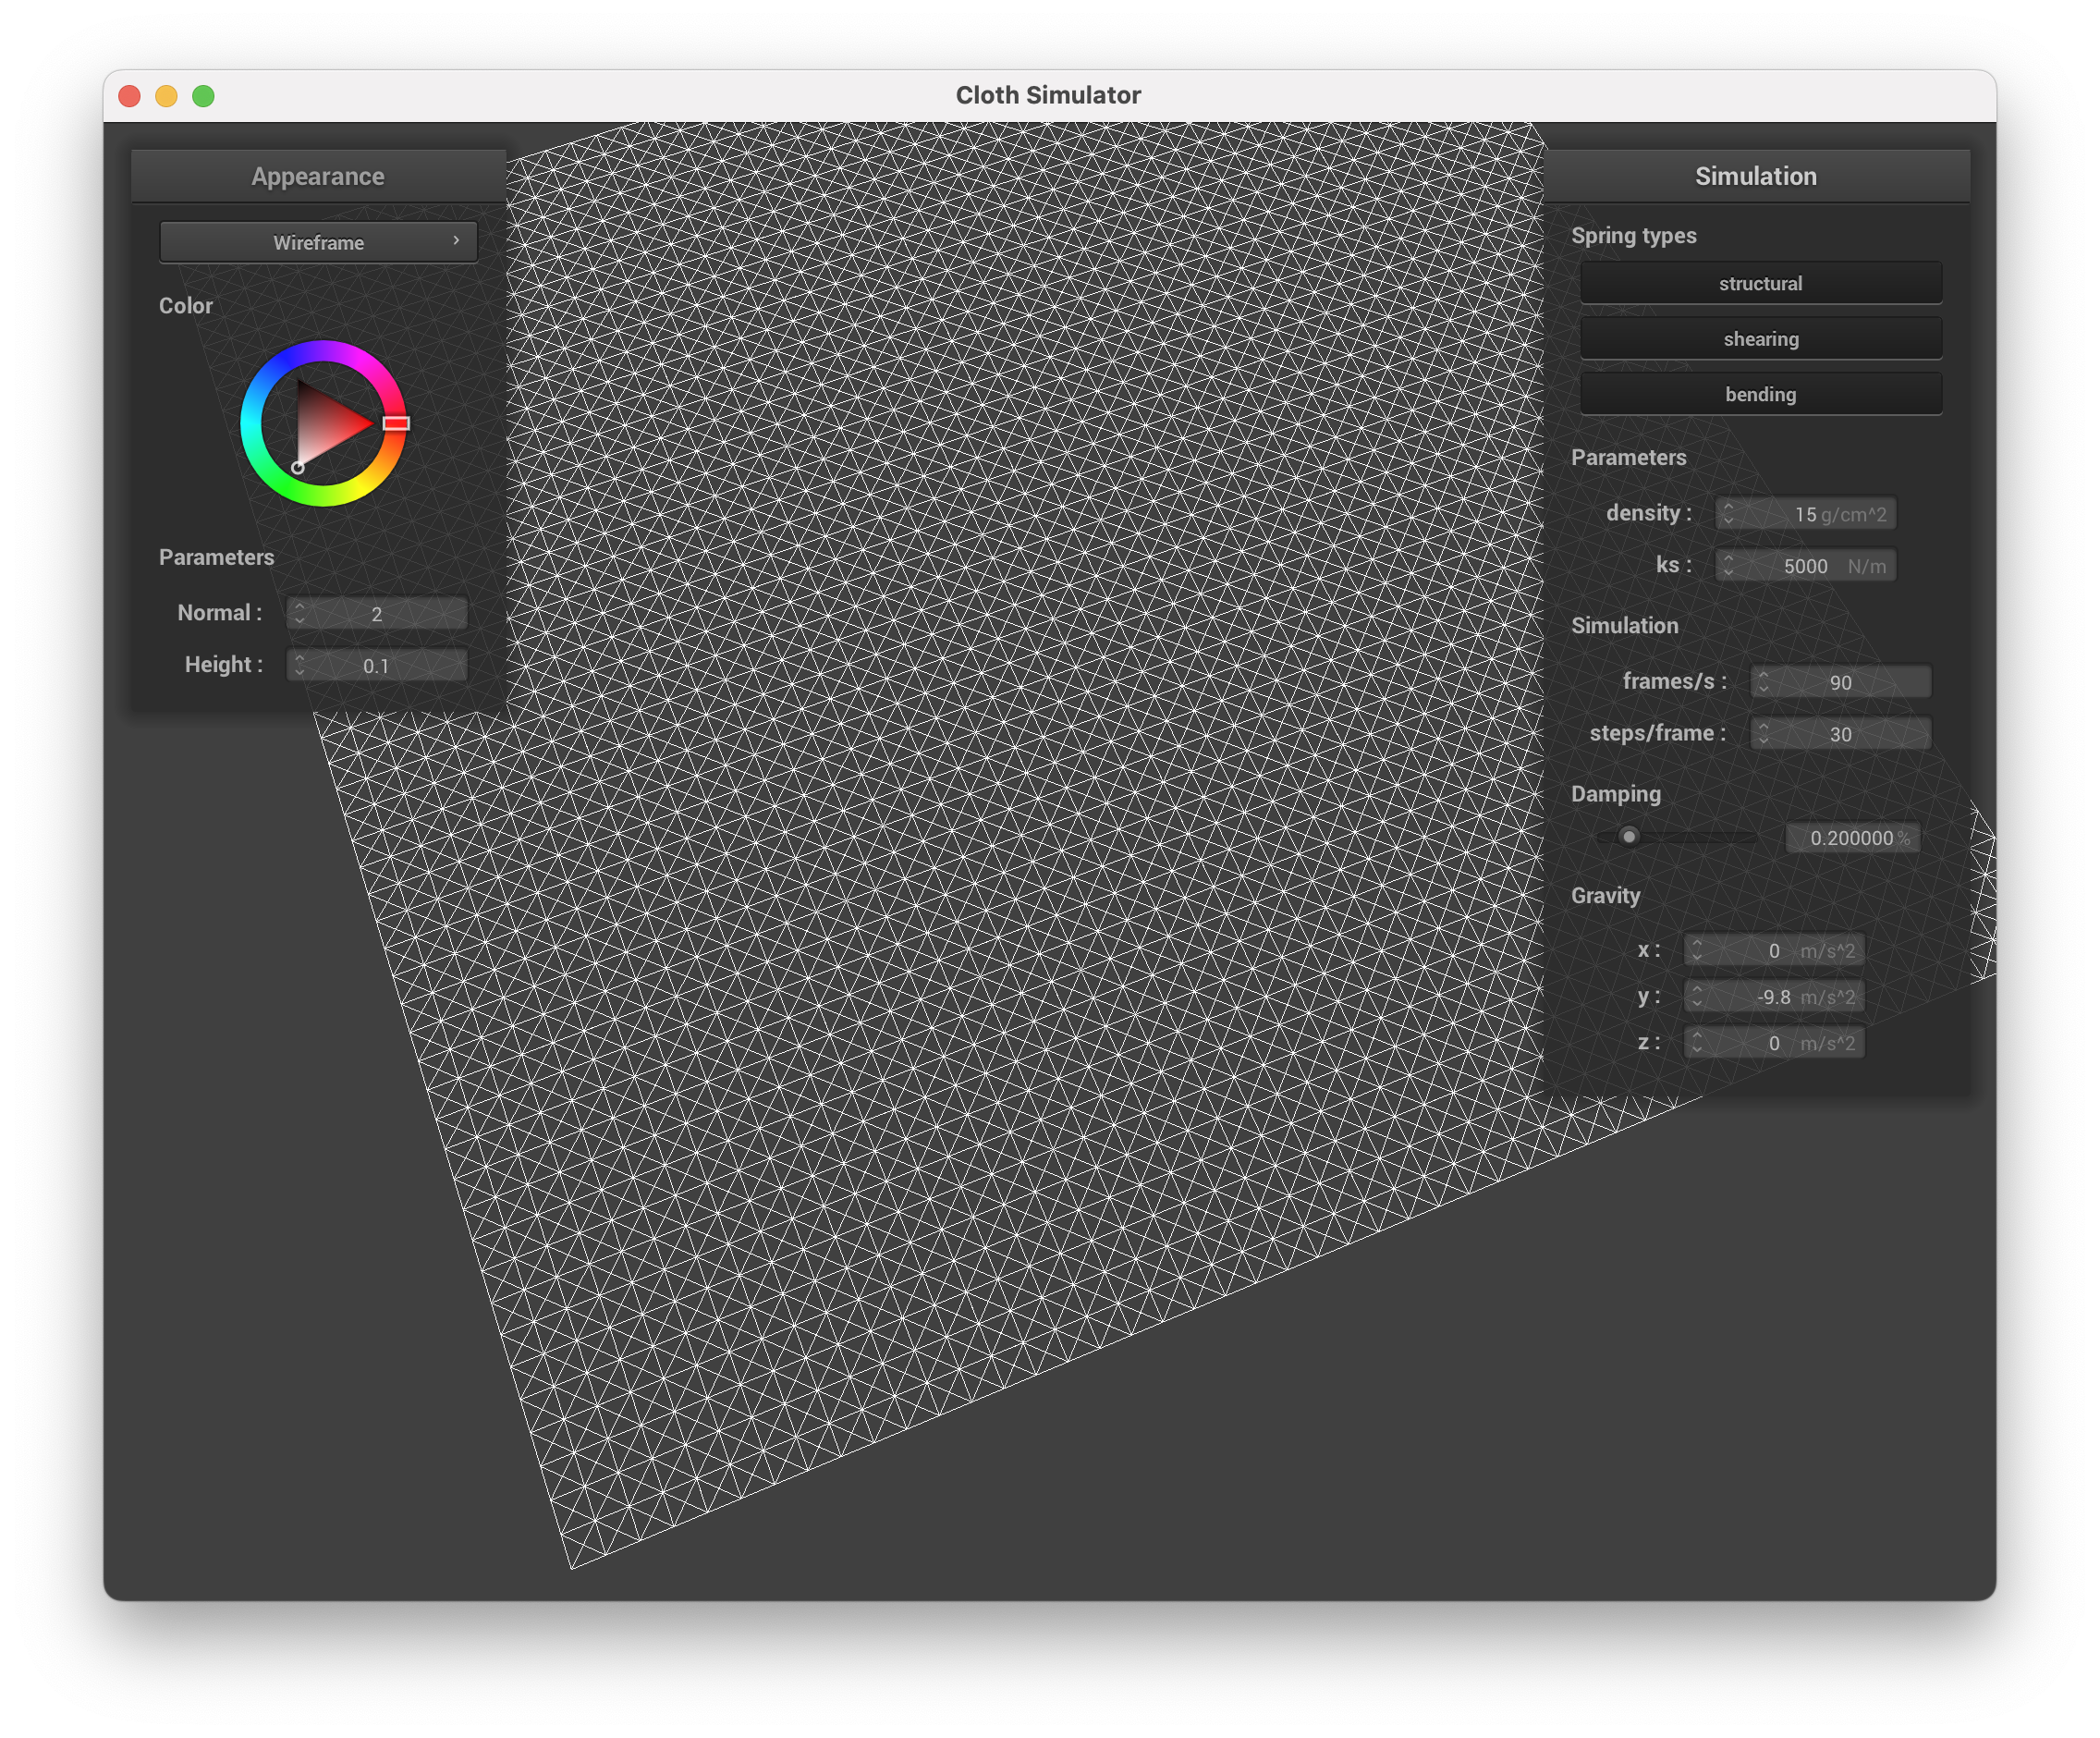 Cloth Simulator
Appearance
Wireframe
Color
Parameters
Normal : 2
Height : 0.1
Simulation
Spring types
structural
shearing
bending
Parameters
density : 15 g/cm^2
ks : 5000 N/m
Simulation
frames/s : 90
steps/frame : 30
Damping
0.200000 %
Gravity
x : 0 m/s^2
y : -9.8 m/s^2
z : 0 m/s^2